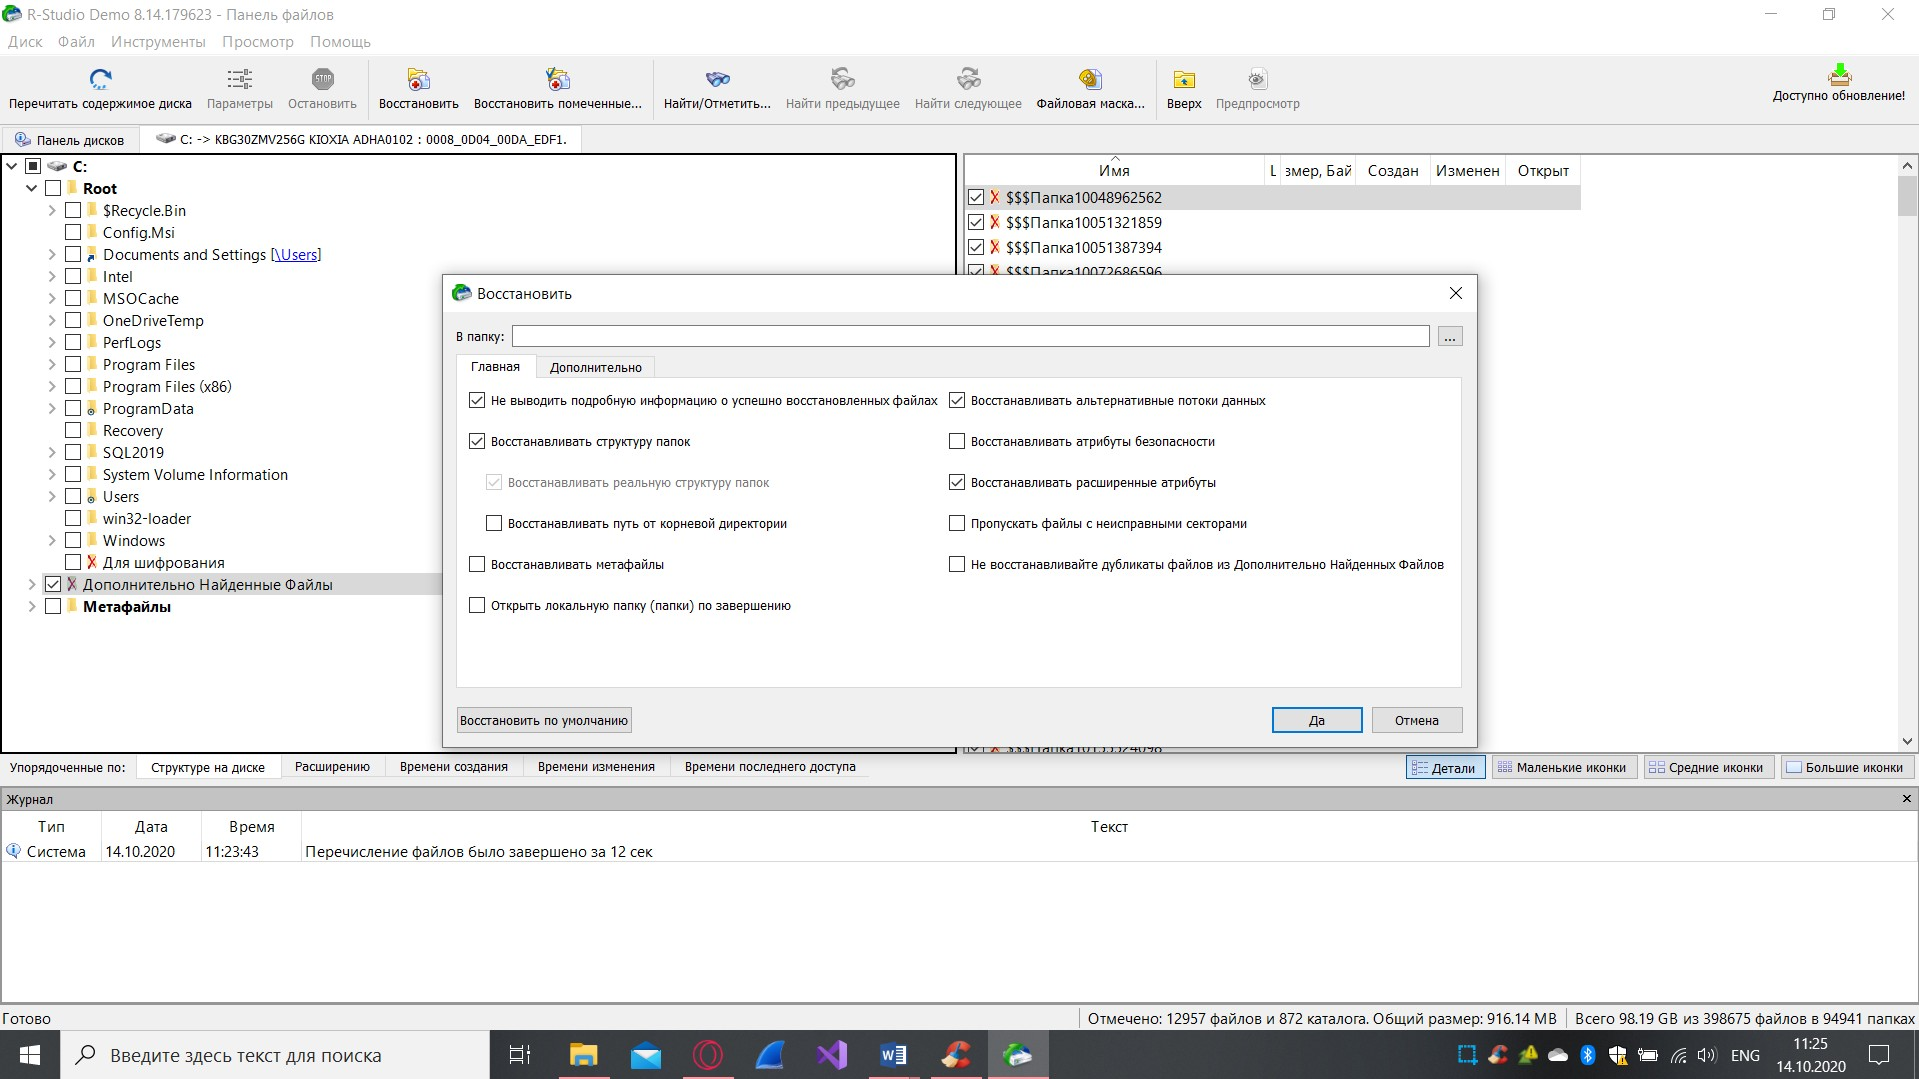 R-Studio Demo 8.14.179623 - Панель файлов
Диск Файл Инструменты Просмотр Помощь
Перечитать содержимое диска Параметры Остановить Восстановить Восстановить помеченные... Найти/Отметить... Найти предыдущее Найти следующее Файловая маска... Вверх Предпросмотр Доступно обновление!
STOP
Панель дисков C: -> KBG30ZMV256G KIOXIA ADHA0102 : 0008_0D04_00DA_EDF1.
C:
Root
$Recycle.Bin
Config.Msi
Documents and Settings [\Users]
Intel
MSOCache
OneDriveTemp
PerfLogs
Program Files
Program Files (x86)
ProgramData
Recovery
SQL2019
System Volume Information
Users
win32-loader
Windows
Для шифрования
Дополнительно Найденные Файлы
Метафайлы
Имя L змер, Бай Создан Изменен Открыт
$$$Папка10048962562
$$$Папка10051321859
$$$Папка10051387394
$$$Папка10072686596
Восстановить
В папку: ...
Главная Дополнительно
Не выводить подробную информацию о успешно восстановленных файлах
Восстанавливать альтернативные потоки данных
Восстанавливать структуру папок
Восстанавливать атрибуты безопасности
Восстанавливать реальную структуру папок
Восстанавливать расширенные атрибуты
Восстанавливать путь от корневой директории
Пропускать файлы с неисправными секторами
Восстанавливать метафайлы
Не восстанавливайте дубликаты файлов из Дополнительно Найденных Файлов
Открыть локальную папку (папки) по завершению
Восстановить по умолчанию Да Отмена
Упорядоченные по: Структуре на диске Расширению Времени создания Времени изменения Времени последнего доступа Детали Маленькие иконки Средние иконки Большие иконки
Журнал
Тип Дата Время Текст
Система 14.10.2020 11:23:43 Перечисление файлов было завершено за 12 сек
Готово Отмечено: 12957 файлов и 872 каталога. Общий размер: 916.14 MB Всего 98.19 GB из 398675 файлов в 94941 папках
Введите здесь текст для поиска ENG 11:25
14.10.2020